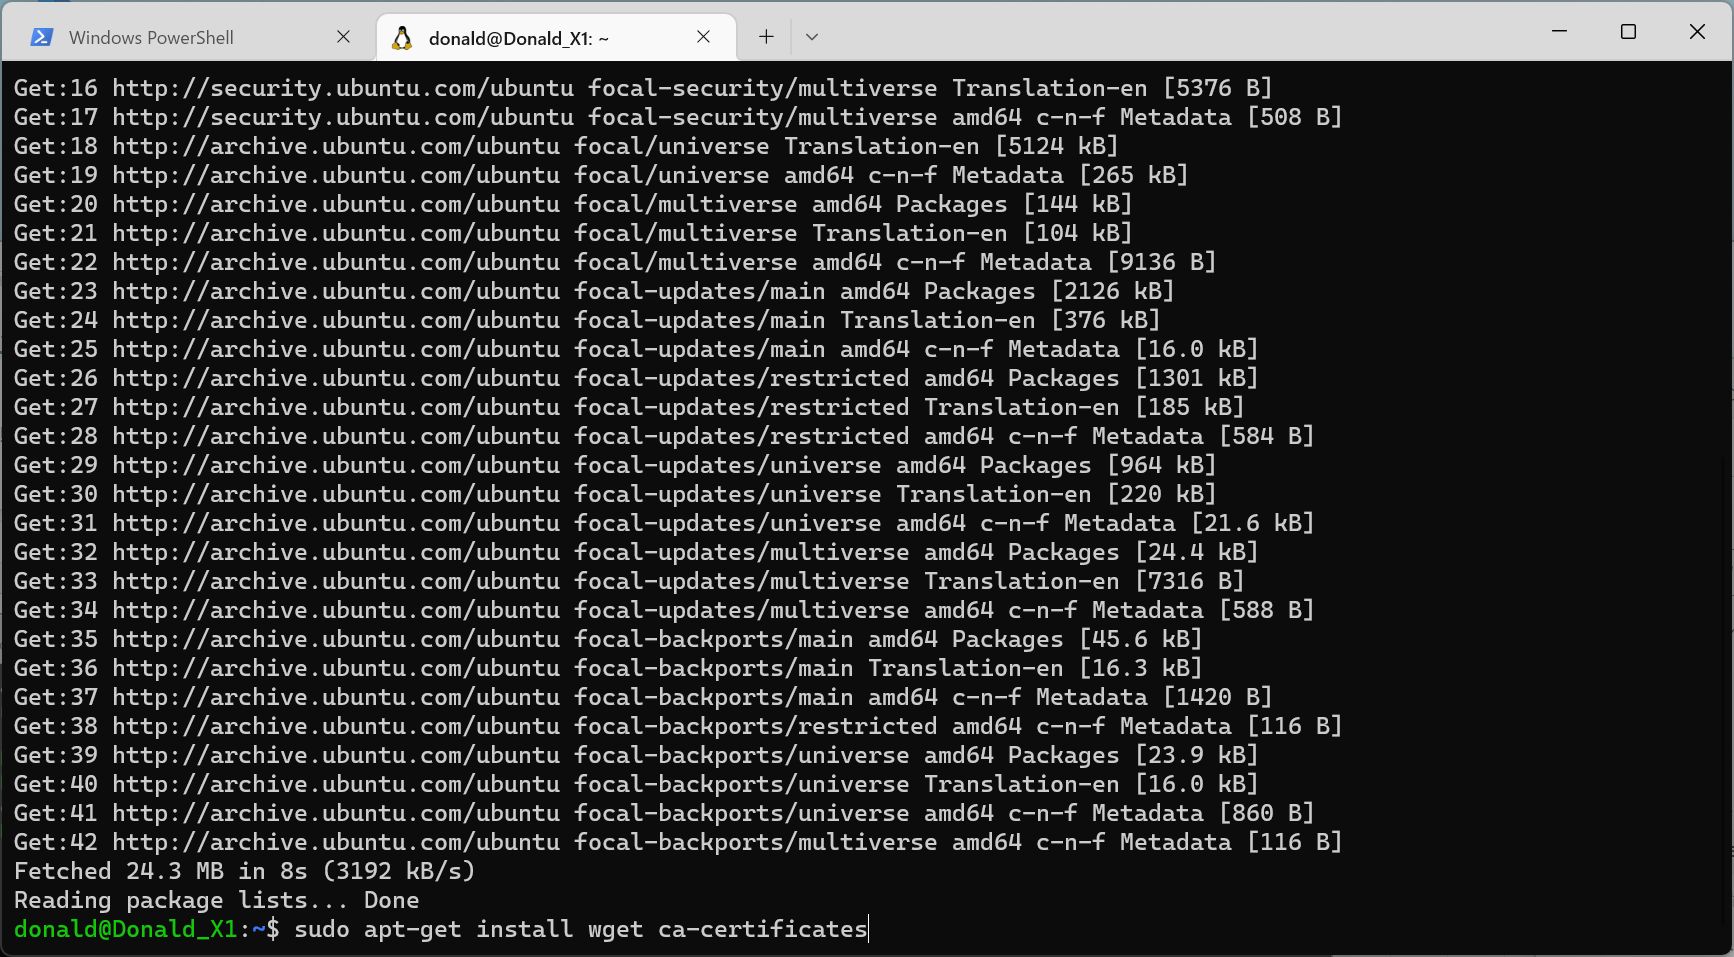 Windows PowerShell
donald@Donald_X1: ~
Get:16 http://security.ubuntu.com/ubuntu focal-security/multiverse Translation-en [5376 B]
Get:17 http://security.ubuntu.com/ubuntu focal-security/multiverse amd64 c-n-f Metadata [508 B]
Get:18 http://archive.ubuntu.com/ubuntu focal/universe Translation-en [5124 kB]
Get:19 http://archive.ubuntu.com/ubuntu focal/universe amd64 c-n-f Metadata [265 kB]
Get:20 http://archive.ubuntu.com/ubuntu focal/multiverse amd64 Packages [144 kB]
Get:21 http://archive.ubuntu.com/ubuntu focal/multiverse Translation-en [104 kB]
Get:22 http://archive.ubuntu.com/ubuntu focal/multiverse amd64 c-n-f Metadata [9136 B]
Get:23 http://archive.ubuntu.com/ubuntu focal-updates/main amd64 Packages [2126 kB]
Get:24 http://archive.ubuntu.com/ubuntu focal-updates/main Translation-en [376 kB]
Get:25 http://archive.ubuntu.com/ubuntu focal-updates/main amd64 c-n-f Metadata [16.0 kB]
Get:26 http://archive.ubuntu.com/ubuntu focal-updates/restricted amd64 Packages [1301 kB]
Get:27 http://archive.ubuntu.com/ubuntu focal-updates/restricted Translation-en [185 kB]
Get:28 http://archive.ubuntu.com/ubuntu focal-updates/restricted amd64 c-n-f Metadata [584 B]
Get:29 http://archive.ubuntu.com/ubuntu focal-updates/universe amd64 Packages [964 kB]
Get:30 http://archive.ubuntu.com/ubuntu focal-updates/universe Translation-en [220 kB]
Get:31 http://archive.ubuntu.com/ubuntu focal-updates/universe amd64 c-n-f Metadata [21.6 kB]
Get:32 http://archive.ubuntu.com/ubuntu focal-updates/multiverse amd64 Packages [24.4 kB]
Get:33 http://archive.ubuntu.com/ubuntu focal-updates/multiverse Translation-en [7316 B]
Get:34 http://archive.ubuntu.com/ubuntu focal-updates/multiverse amd64 c-n-f Metadata [588 B]
Get:35 http://archive.ubuntu.com/ubuntu focal-backports/main amd64 Packages [45.6 kB]
Get:36 http://archive.ubuntu.com/ubuntu focal-backports/main Translation-en [16.3 kB]
Get:37 http://archive.ubuntu.com/ubuntu focal-backports/main amd64 c-n-f Metadata [1420 B]
Get:38 http://archive.ubuntu.com/ubuntu focal-backports/restricted amd64 c-n-f Metadata [116 B]
Get:39 http://archive.ubuntu.com/ubuntu focal-backports/universe amd64 Packages [23.9 kB]
Get:40 http://archive.ubuntu.com/ubuntu focal-backports/universe Translation-en [16.0 kB]
Get:41 http://archive.ubuntu.com/ubuntu focal-backports/universe amd64 c-n-f Metadata [860 B]
Get:42 http://archive.ubuntu.com/ubuntu focal-backports/multiverse amd64 c-n-f Metadata [116 B]
Fetched 24.3 MB in 8s (3192 kB/s)
Reading package lists... Done
donald@Donald_X1:~$ sudo apt-get install wget ca-certificates